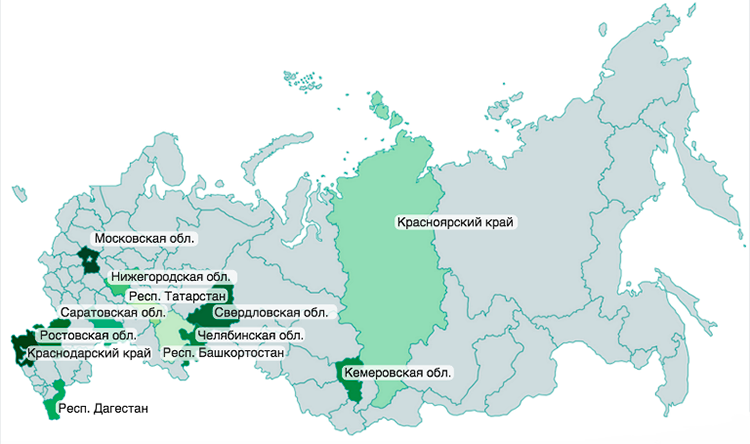 Красноярский край
Московская обл.
Нижегородская обл.
Респ. Татарстан
Саратовская обл.
Свердловская обл.
Ростовская обл.
Челябинская обл.
Краснодарский край
Респ. Башкортостан
Кемеровская обл.
Респ. Дагестан